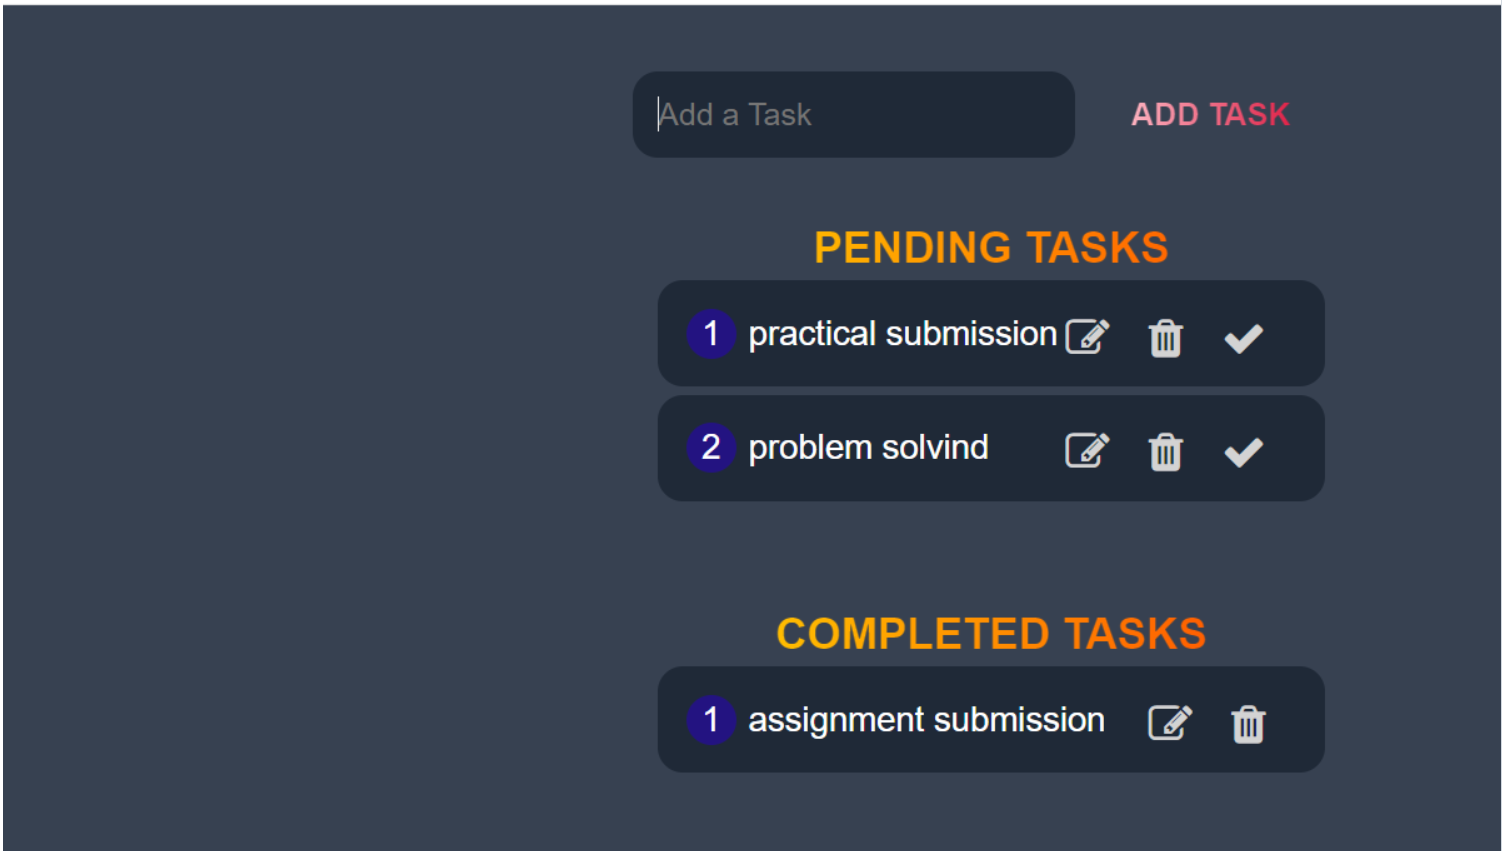 Add a Task ADD TASK
PENDING TASKS
1 practical submission
2 problem solvind
COMPLETED TASKS
1 assignment submission